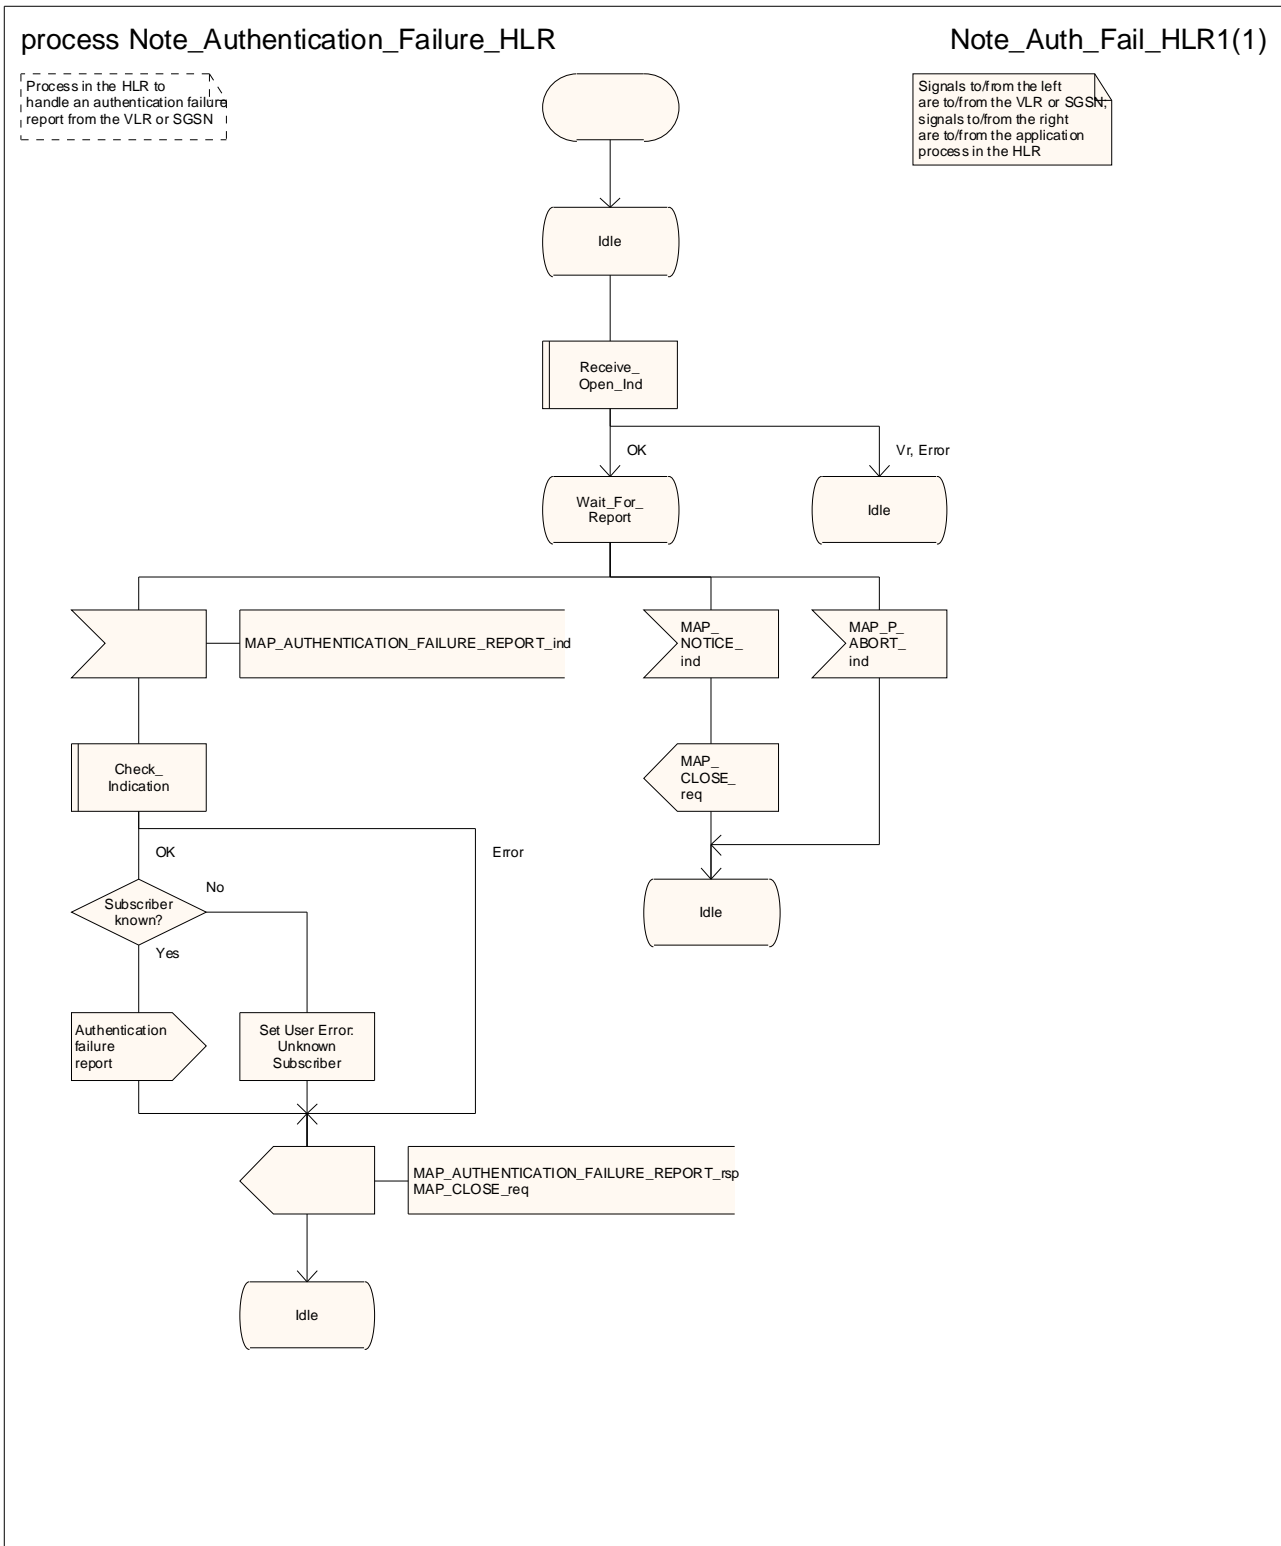 process Note_Authentication_Failure_HLR
Note_Auth_Fail_HLR1(1)
Process in the HLR to
handle an authentication failure
report from the VLR or SGSN
Signals to/from the left
are to/from the VLR or SGSN,
signals to/from the right
are to/from the application
process in the HLR
Idle
Receive_
Open_Ind
OK
Vr, Error
Wait_For_
Report
Idle
MAP_AUTHENTICATION_FAILURE_REPORT_ind
MAP_
NOTICE_
ind
MAP_P_
ABORT_
ind
Check_
Indication
MAP_
CLOSE_
req
OK
Error
Subscriber
known?
No
Yes
Idle
Authentication
failure
report
Set User Error:
Unknown
Subscriber
MAP_AUTHENTICATION_FAILURE_REPORT_rsp
MAP_CLOSE_req
Idle